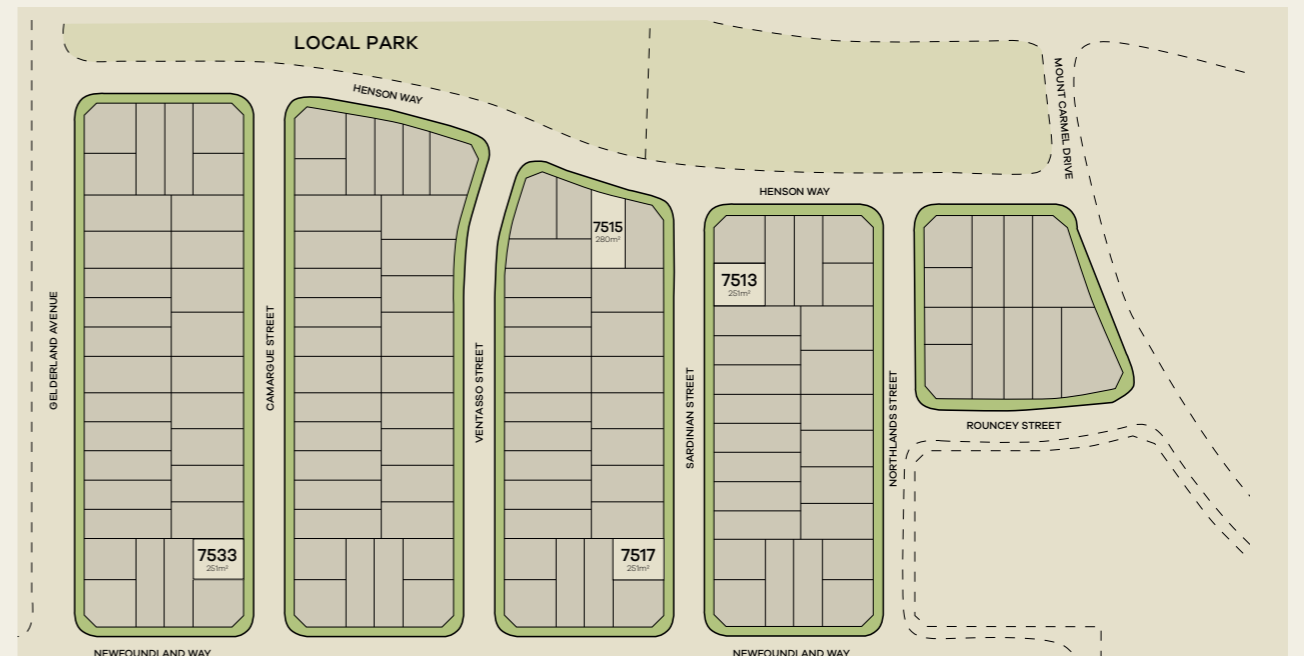 LOCAL PARK
HENSON WAY
MOUNT CARMEL DRIVE
HENSON WAY
7515
280m²
7513
251m²
GELDERLAND AVENUE
CAMARGUE STREET
VENTASSO STREET
SARDINIAN STREET
NORTHLANDS STREET
ROUNCEY STREET
7533
251m²
7517
251m²
NEWFOUNDLAND WAY
NEWFOUNDLAND WAY